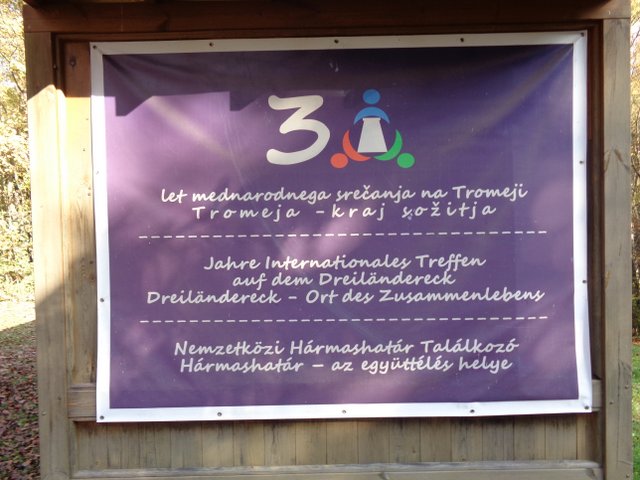 30
let mednarodnega srečanja na Tromeji
Tromeja - kraj sožitja
Jahre Internationales Treffen
auf dem Dreiländereck
Dreiländereck - Ort des Zusammenlebens
Nemzetközi Hármashatár Találkozó
Hármashatár – az együttélés helye